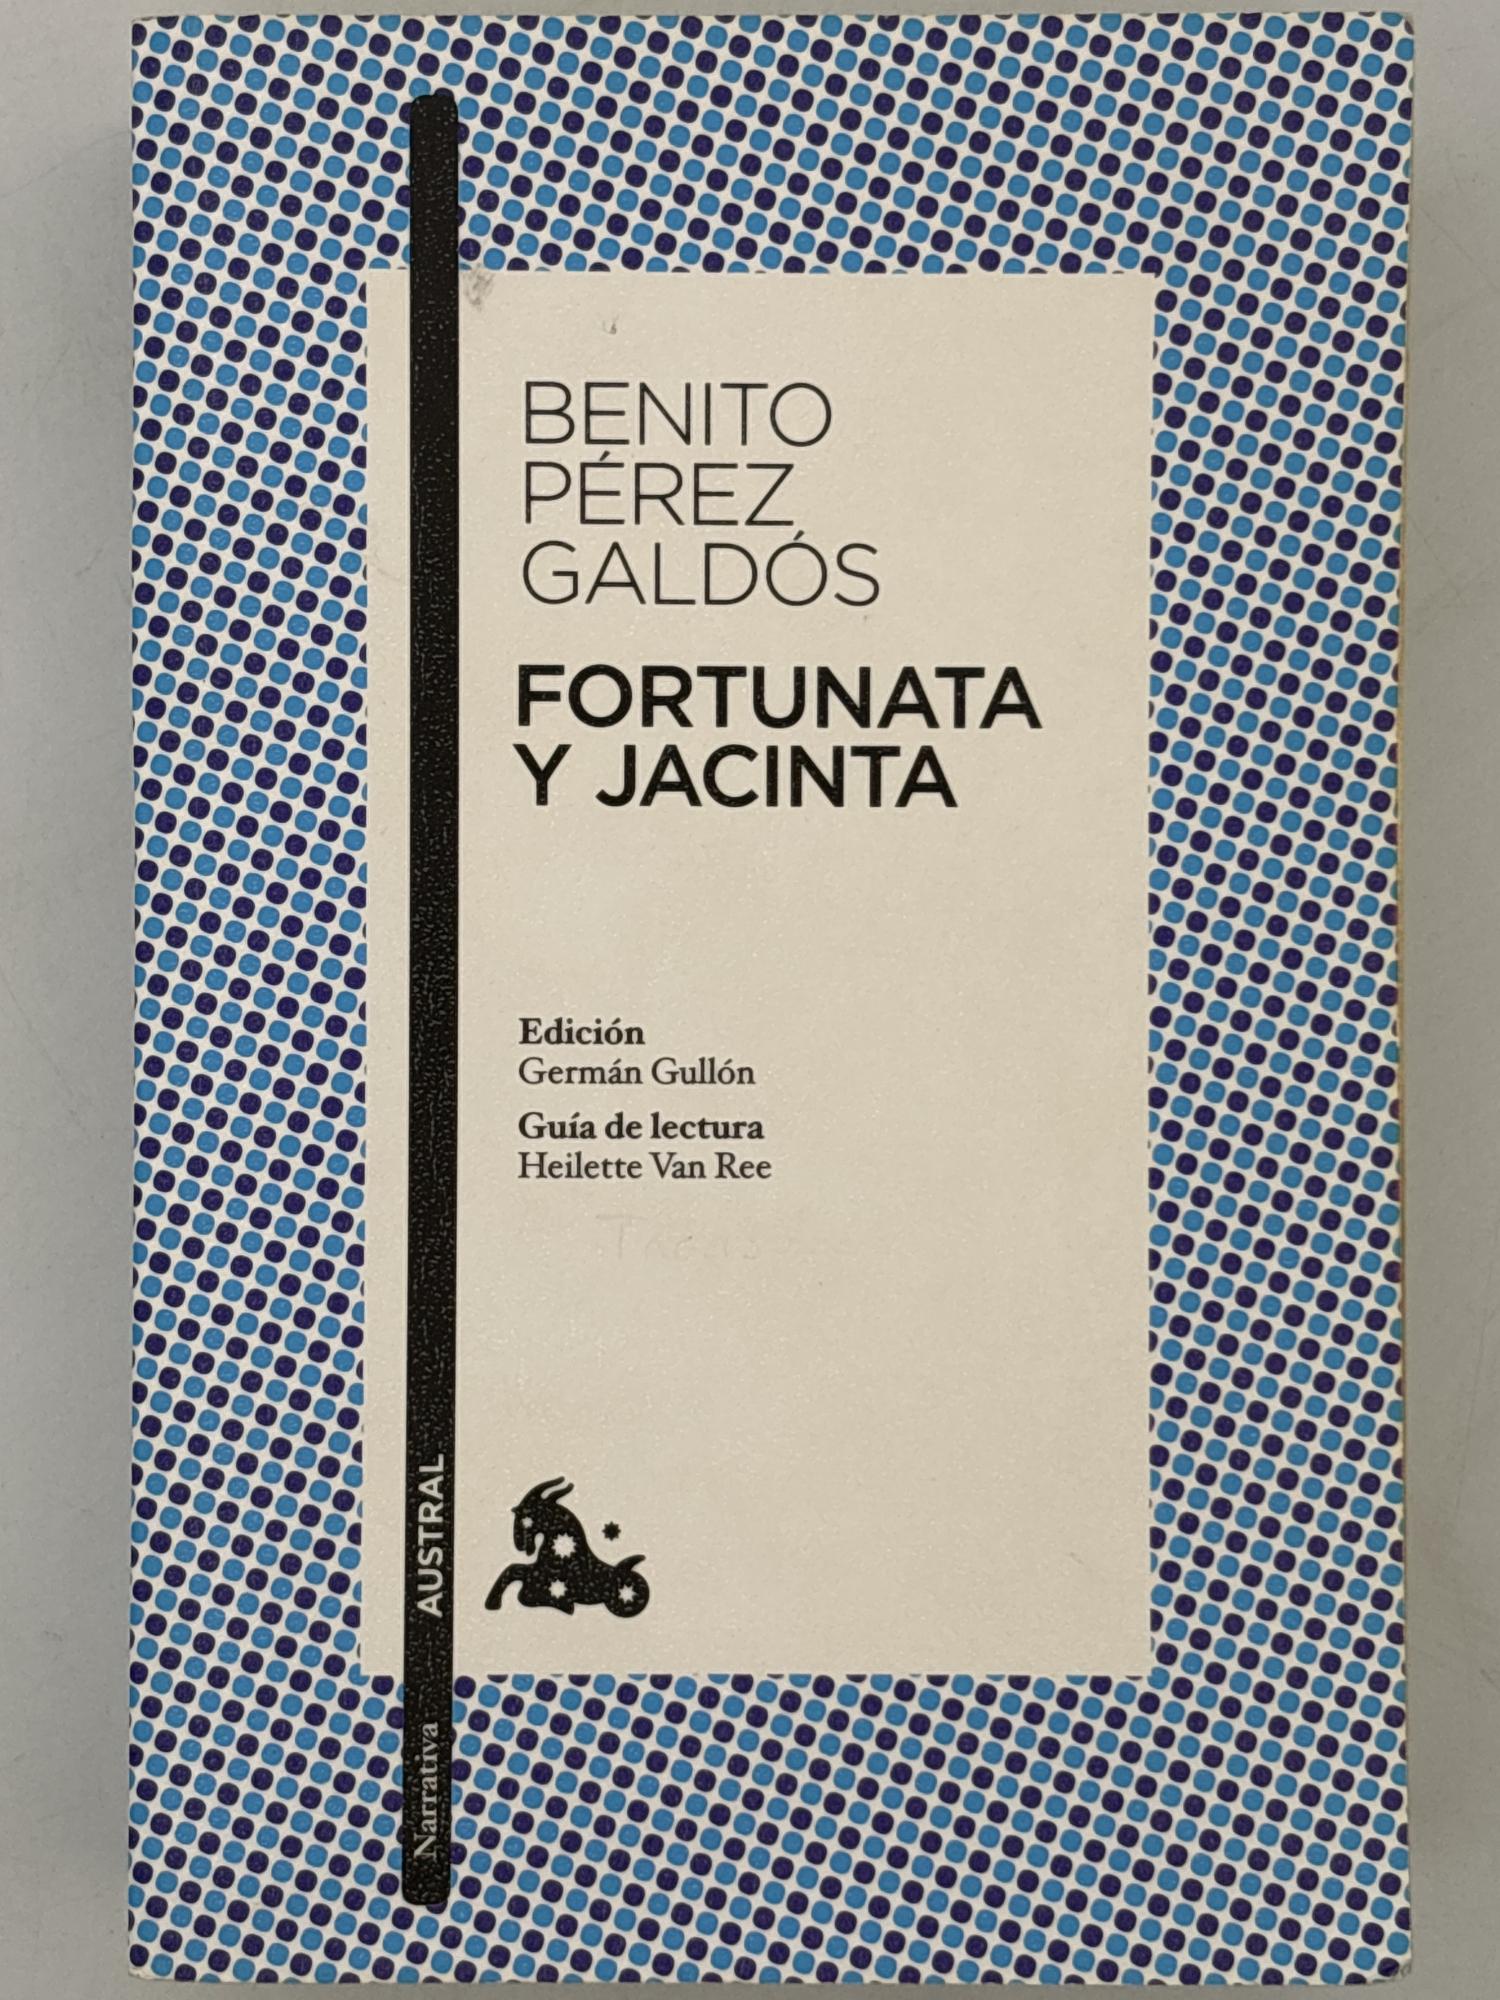 BENITO
PÉREZ
GALDÓS
FORTUNATA
Y JACINTA
Edición
Germán Gullón
Guía de lectura
Heilette Van Ree
AUSTRAL
Narrativa